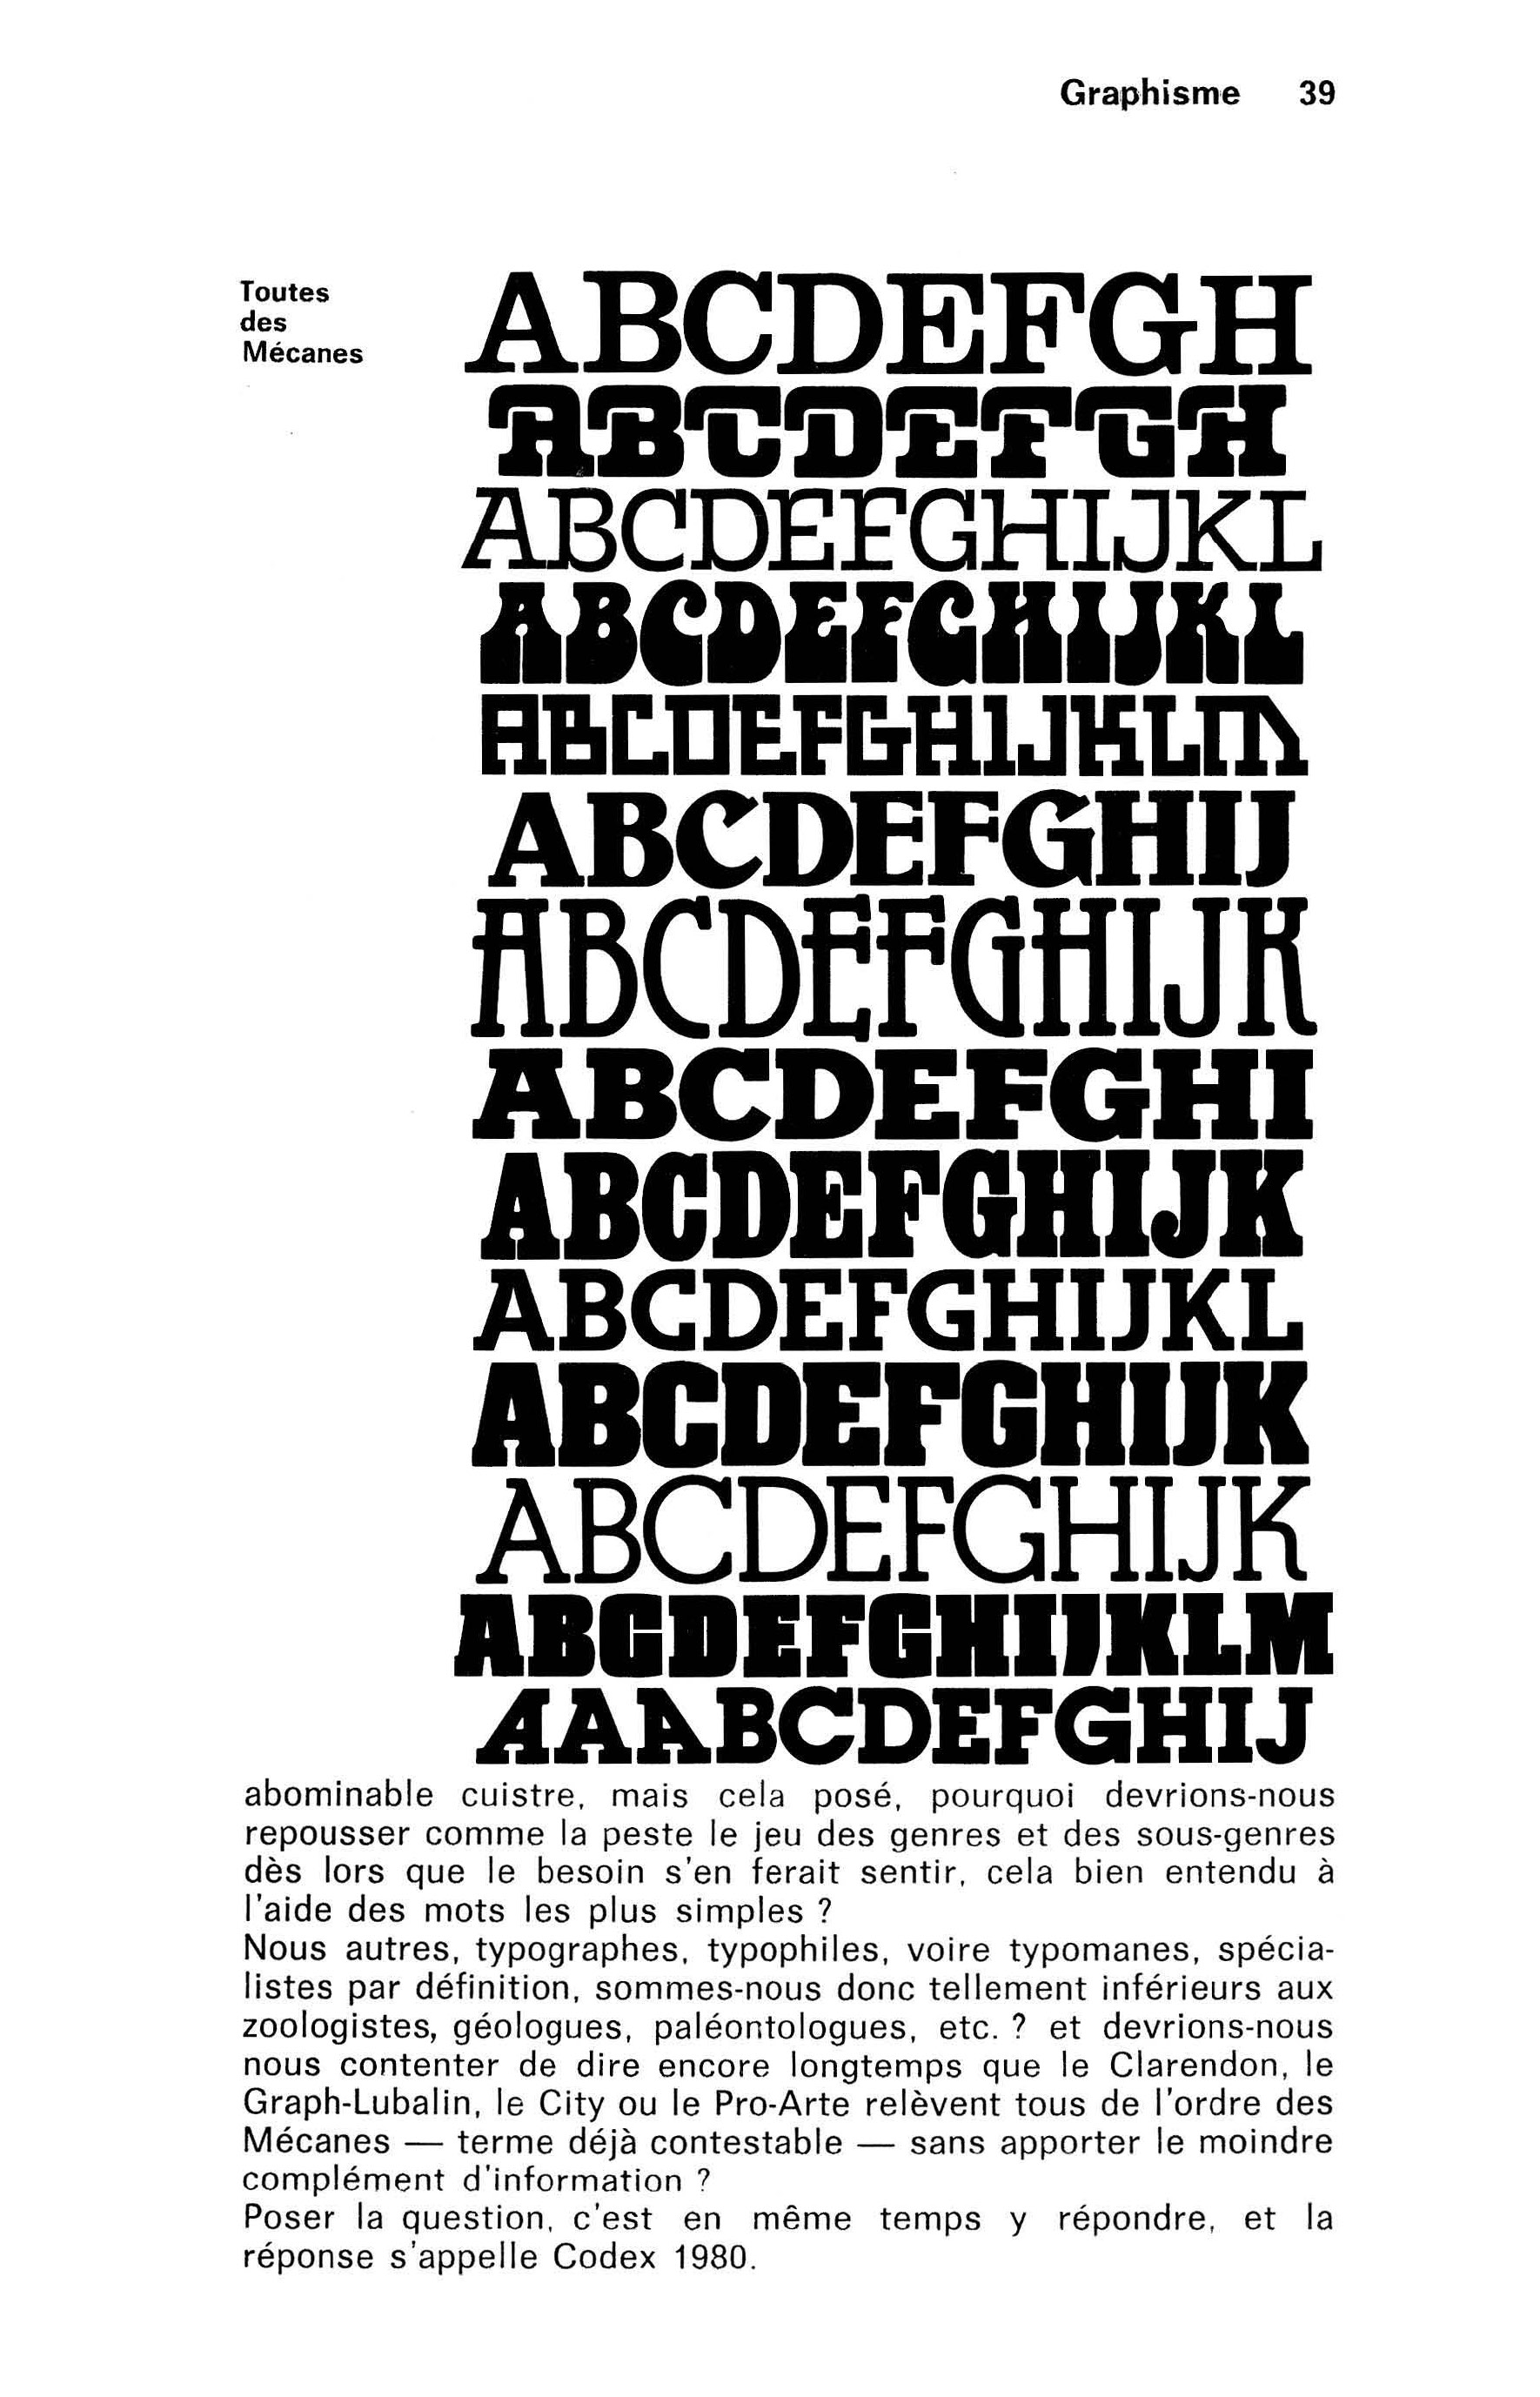 Graphisme 39
Toutes
des
Mécanes
ABCDEFGH
ABCDEFGH
ABCDEFGHIJKL
ABCDEFGHIJKL
ABCDEFGHIJKLM
ABCDEFGHIJ
ABCDEFGHIJK
ABCDEFGHI
ABCDEFGHIJK
ABCDEFGHIJKL
ABCDEFGHIJK
ABCDEFGHIJK
ABCDEFGHIJKLM
AAABCDEFGHIJ
abominable cuistre, mais cela posé, pourquoi devrions-nous
repousser comme la peste le jeu des genres et des sous-genres
dès lors que le besoin s'en ferait sentir, cela bien entendu à
l'aide des mots les plus simples ?
Nous autres, typographes, typophiles, voire typomanes, spécia-
listes par définition, sommes-nous donc tellement inférieurs aux
zoologistes, géologues, paléontologues, etc. ? et devrions-nous
nous contenter de dire encore longtemps que le Clarendon, le
Graph-Lubalin, le City ou le Pro-Arte relèvent tous de l'ordre des
Mécanes — terme déjà contestable — sans apporter le moindre
complément d'information ?
Poser la question, c'est en même temps y répondre, et la
réponse s'appelle Codex 1980.